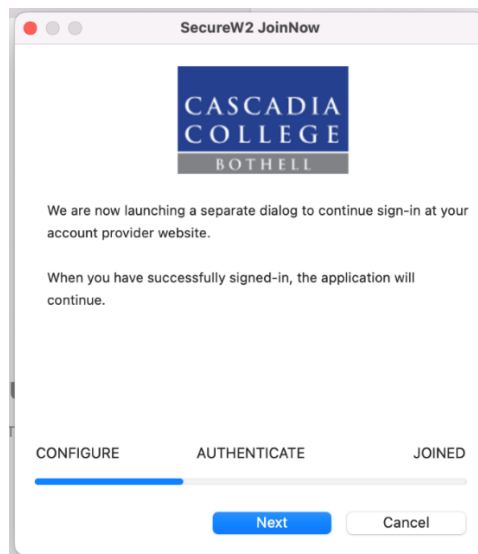 SecureW2 JoinNow
CASCADIA
COLLEGE
BOTHELL
We are now launching a separate dialog to continue sign-in at your
account provider website.
When you have successfully signed-in, the application will
continue.
CONFIGURE AUTHENTICATE JOINED
Next Cancel